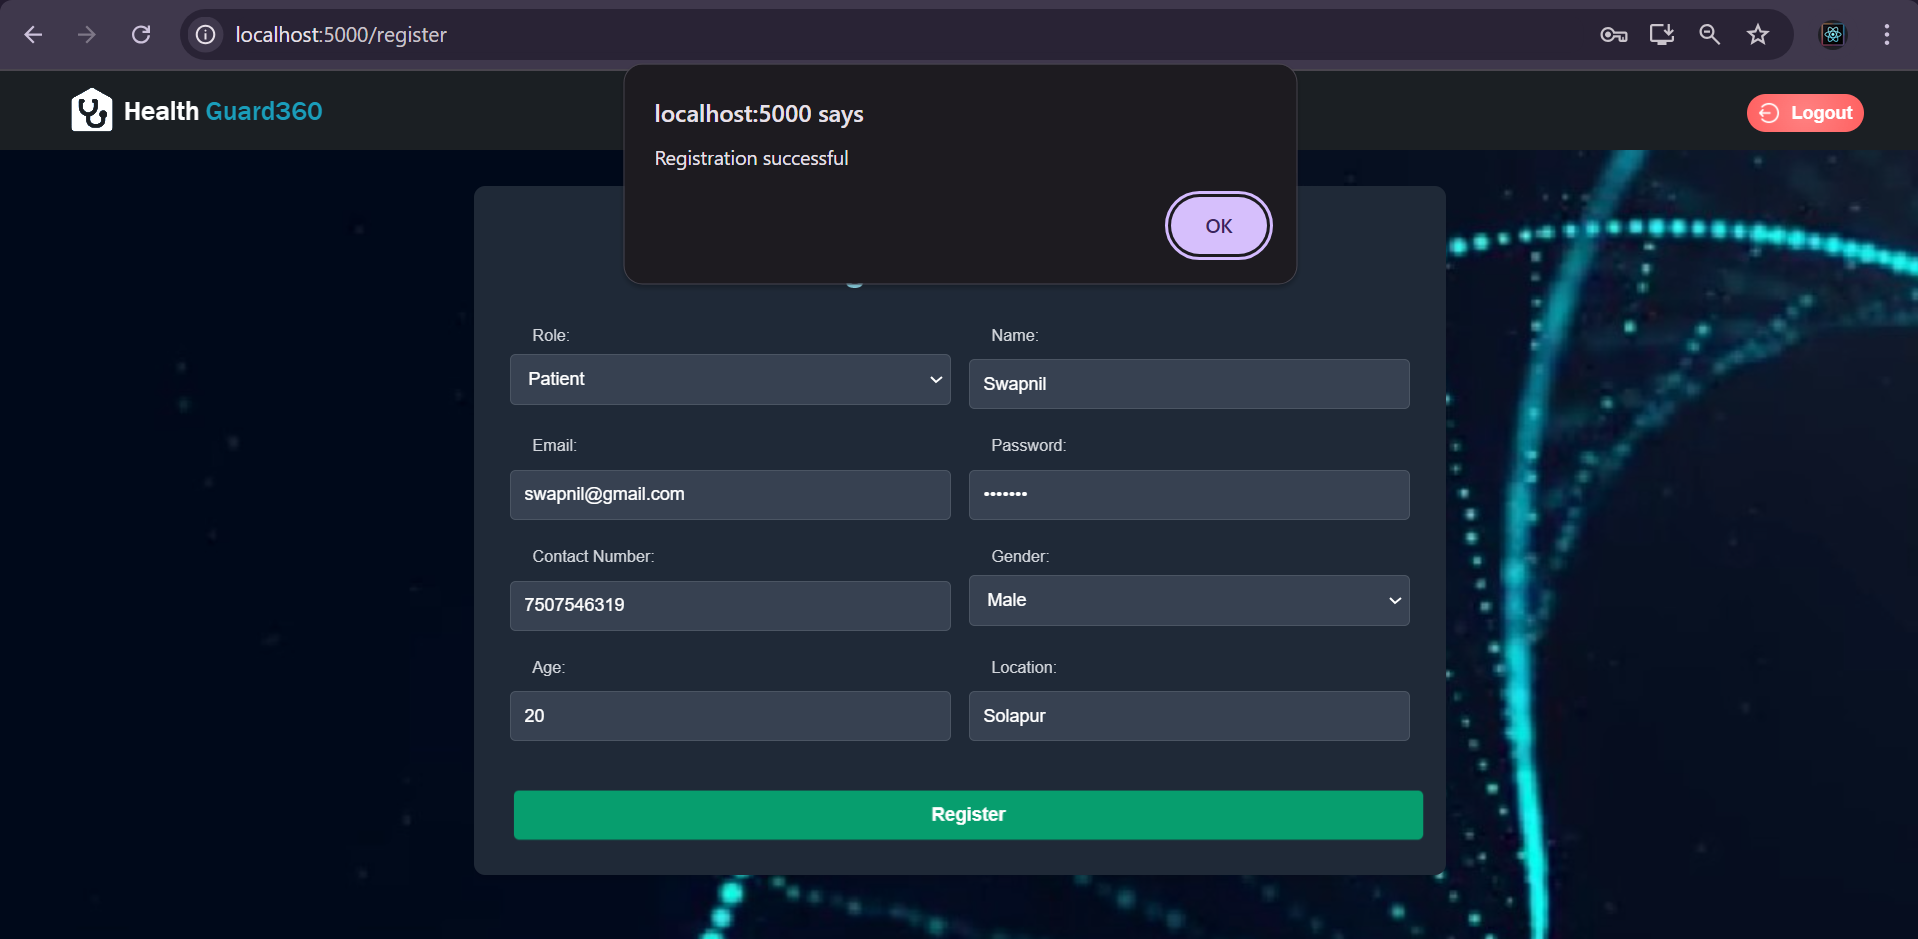 localhost:5000/register
Health Guard360
Logout
localhost:5000 says
Registration successful
OK
Role:
Name:
Patient
Swapnil
Email:
Password:
swapnil@gmail.com
•••••••
Contact Number:
Gender:
7507546319
Male
Age:
Location:
20
Solapur
Register